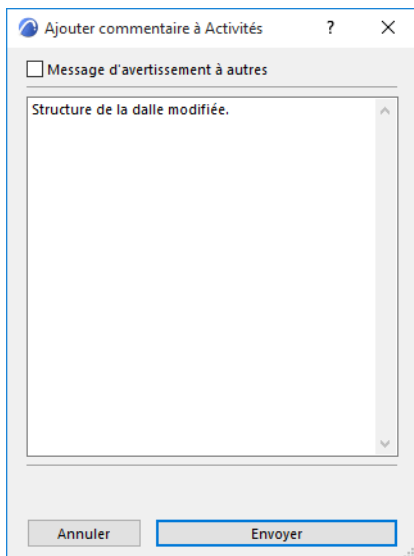 Ajouter commentaire à Activités
Message d'avertissement à autres
Structure de la dalle modifiée.
Annuler
Envoyer